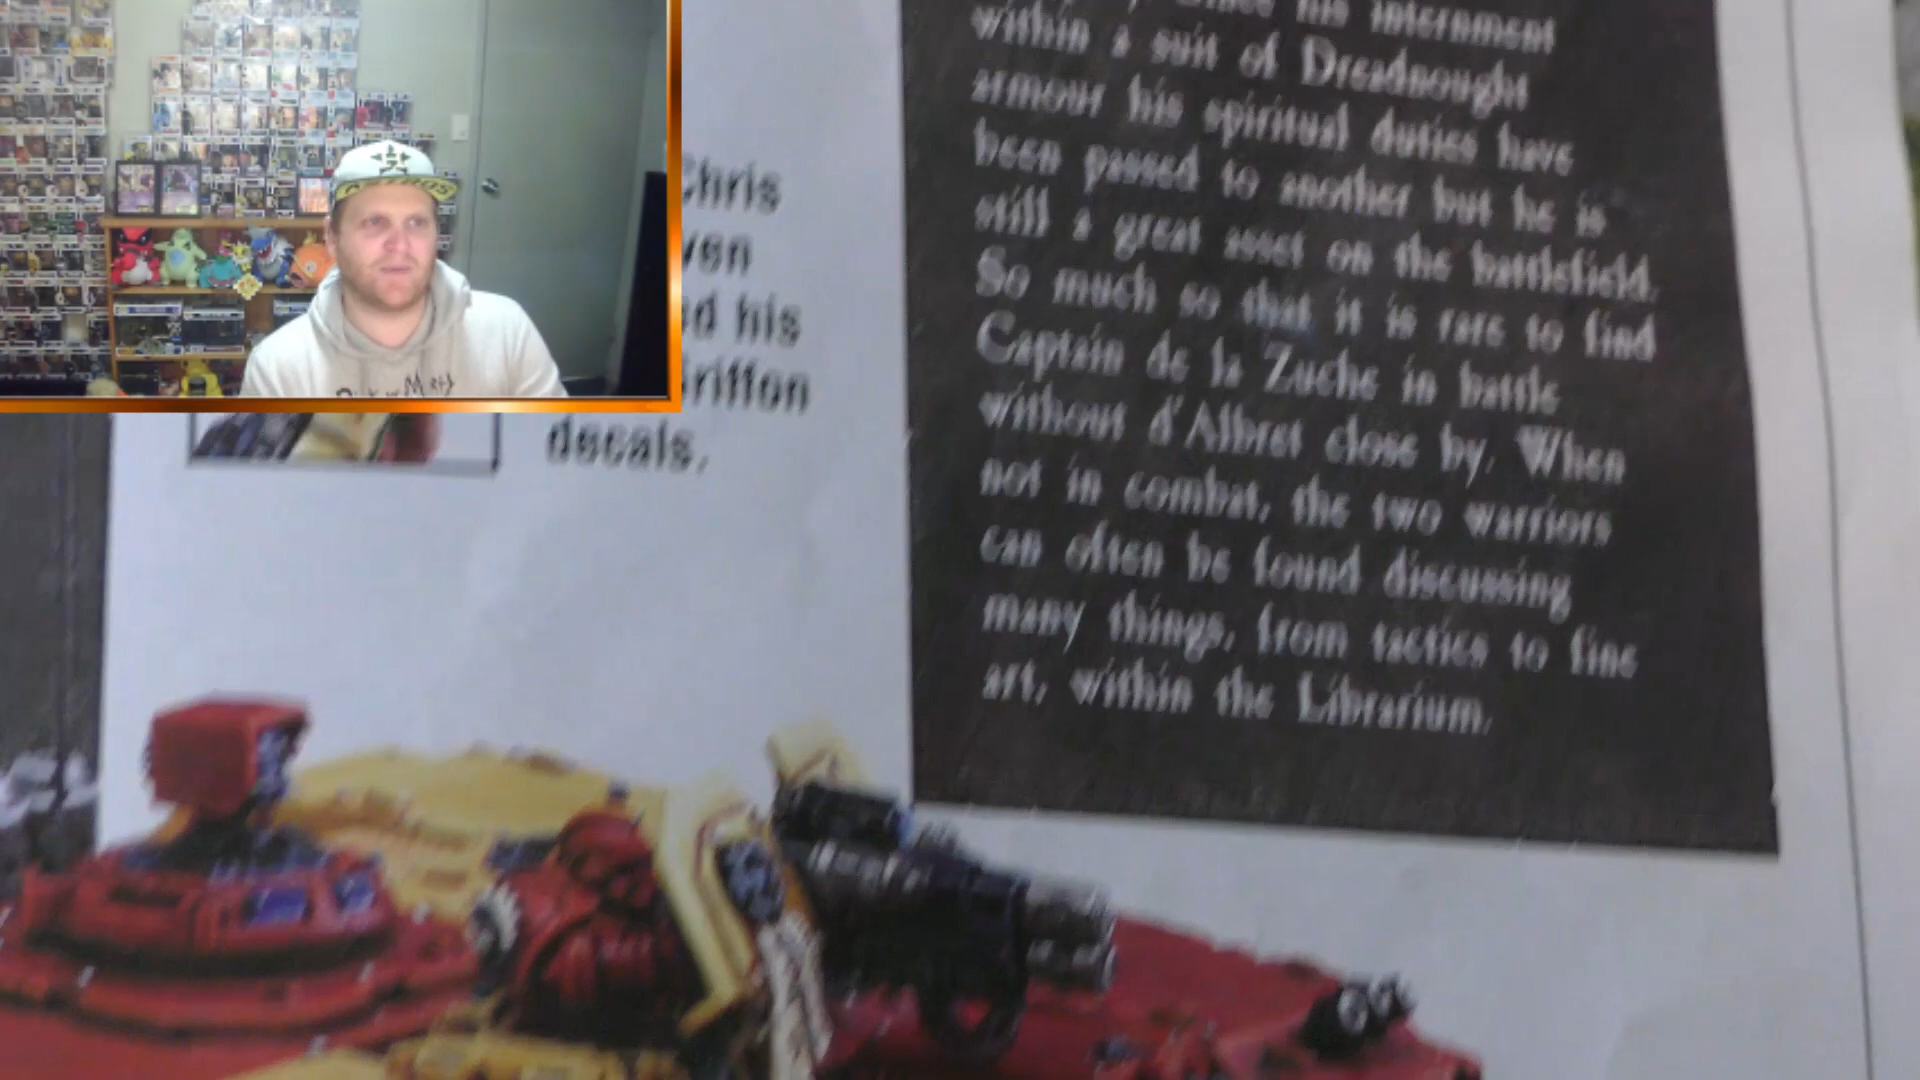 his internment
within a suit of Dreadnought
armour his spiritual duties have
been passed to another but he is
still a great asset on the battlefield.
So much so that it is rare to find
Captain de la Zuche in battle
without d'Albret close by. When
not in combat, the two warriors
can often be found discussing
many things, from tactics to fine
art, within the Librarium.
Chris
ven
d his
Griffon
decals.